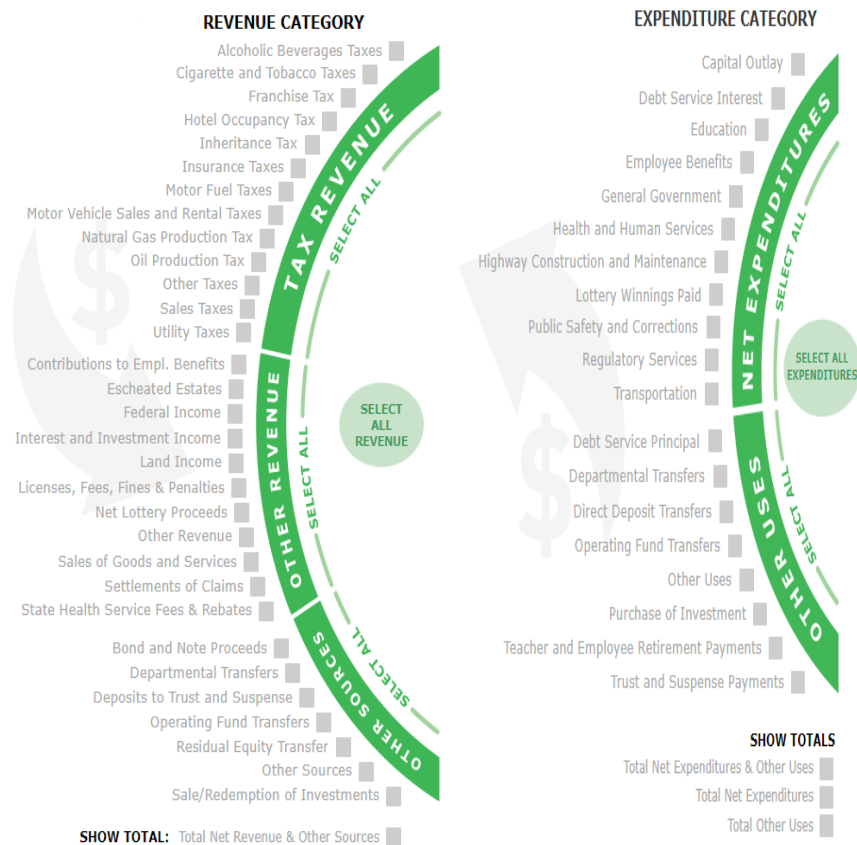 REVENUE CATEGORY
Alcoholic Beverages Taxes
Cigarette and Tobacco Taxes
Franchise Tax
Hotel Occupancy Tax
Inheritance Tax
Insurance Taxes
Motor Fuel Taxes
Motor Vehicle Sales and Rental Taxes
Natural Gas Production Tax
Oil Production Tax
Other Taxes
Sales Taxes
Utility Taxes
TAX REVENUE
SELECT ALL
Contributions to Empl. Benefits
Escheated Estates
Federal Income
Interest and Investment Income
Land Income
Licenses, Fees, Fines & Penalties
Net Lottery Proceeds
Other Revenue
Sales of Goods and Services
Settlements of Claims
State Health Service Fees & Rebates
OTHER REVENUE
SELECT ALL
SELECT
ALL
REVENUE
Bond and Note Proceeds
Departmental Transfers
Deposits to Trust and Suspense
Operating Fund Transfers
Residual Equity Transfer
Other Sources
Sale/Redemption of Investments
OTHER SOURCES
SELECT ALL
SHOW TOTAL: Total Net Revenue & Other Sources
$
EXPENDITURE CATEGORY
Capital Outlay
Debt Service Interest
Education
Employee Benefits
General Government
Health and Human Services
Highway Construction and Maintenance
Lottery Winnings Paid
Public Safety and Corrections
Regulatory Services
Transportation
NET EXPENDITURES
SELECT ALL
SELECT ALL
EXPENDITURES
Debt Service Principal
Departmental Transfers
Direct Deposit Transfers
Operating Fund Transfers
Other Uses
Purchase of Investment
Teacher and Employee Retirement Payments
Trust and Suspense Payments
OTHER USES
SELECT ALL
$
SHOW TOTALS
Total Net Expenditures & Other Uses
Total Net Expenditures
Total Other Uses